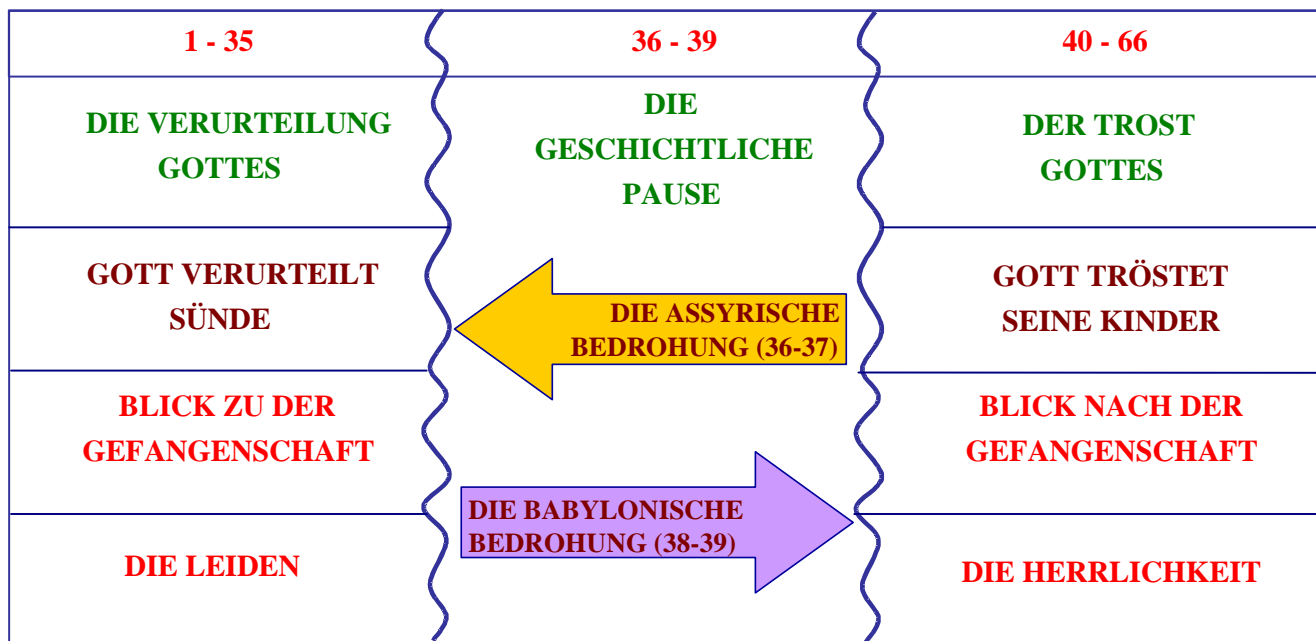 1 - 35
36 - 39
40 - 66
DIE VERURTEILUNG
GOTTES
DIE
GESCHICHTLICHE
PAUSE
DER TROST
GOTTES
GOTT VERURTEILT
SÜNDE
DIE ASSYRISCHE
BEDROHUNG (36-37)
GOTT TRÖSTET
SEINE KINDER
BLICK ZU DER
GEFANGENSCHAFT
BLICK NACH DER
GEFANGENSCHAFT
DIE BABYLONISCHE
BEDROHUNG (38-39)
DIE LEIDEN
DIE HERRLICHKEIT